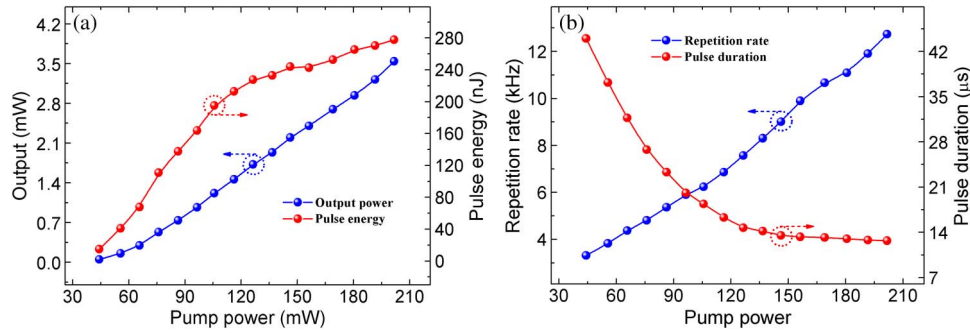 (a)
Output (mW)
4.2
3.5
2.8
2.1
1.4
0.7
0.0
Output power
Pulse energy
280
240
200
160
120
80
40
0
Pulse energy (nJ)
30 60 90 120 150 180 210
Pump power (mW)
(b)
Repetition rate (kHz)
12
10
8
6
4
Repetition rate
Pulse duration
42
35
28
21
14
7
Pulse duration (μs)
30 60 90 120 150 180 210
Pump power